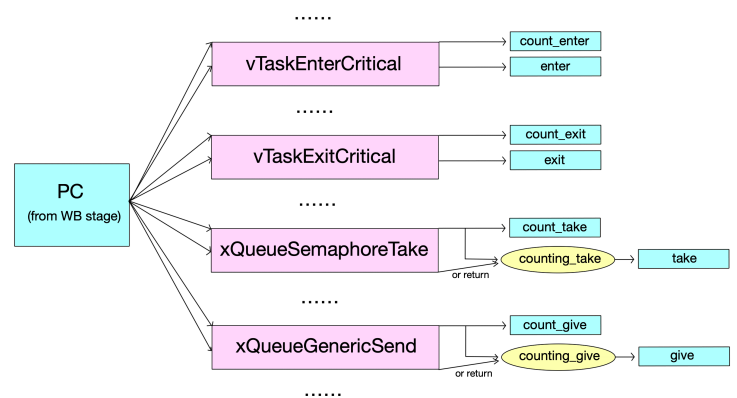 ......
count_enter
vTaskEnterCritical
enter
......
count_exit
vTaskExitCritical
exit
PC
(from WB stage)
......
count_take
xQueueSemaphoreTake
counting_take
take
or return
......
count_give
xQueueGenericSend
counting_give
give
or return
......